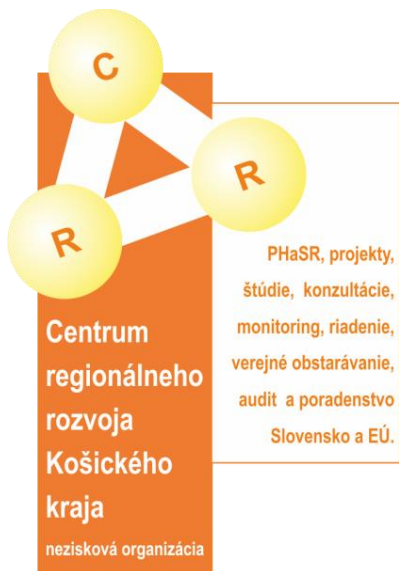 C
R
R
Centrum
regionálneho
rozvoja
Košického
kraja
nezisková organizácia
PHaSR, projekty,
štúdie, konzultácie,
monitoring, riadenie,
verejné obstarávanie,
audit a poradenstvo
Slovensko a EÚ.